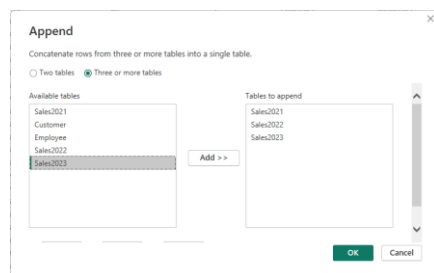 Append
Concatenate rows from three or more tables into a single table.
Two tables Three or more tables
Available tables
Sales2021
Customer
Employee
Sales2022
Sales2023
Add >>
Tables to append
Sales2021
Sales2022
Sales2023
OK Cancel